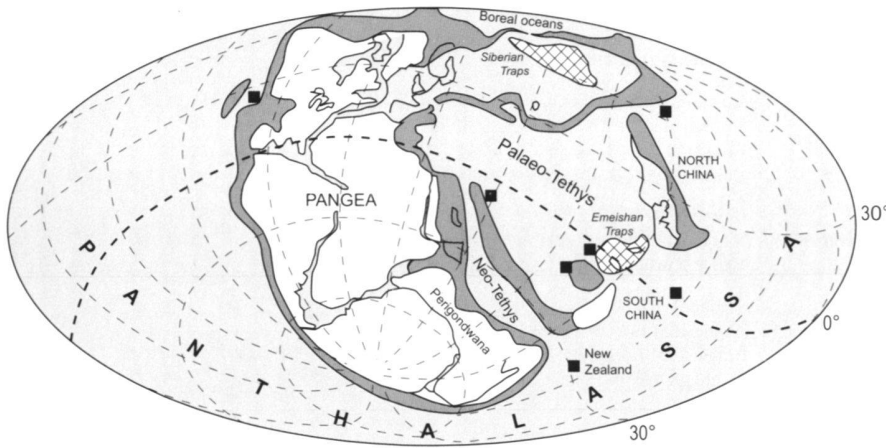 Boreal oceans
Siberian
Traps
P
NORTH
CHINA
Palaeo-Tethys
PANGEA
30°
Emeishan
Traps
Neo-Tethys
SOUTH
CHINA
Perigondwana
0°
New
Zealand
PANTHALASSA
30°